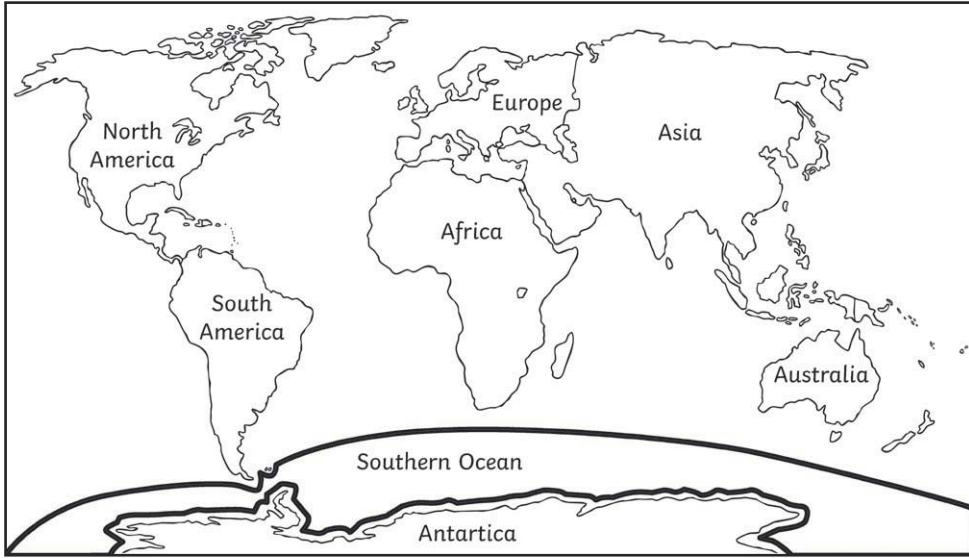 North
America
Europe
Asia
Africa
South
America
Australia
Southern Ocean
Antartica